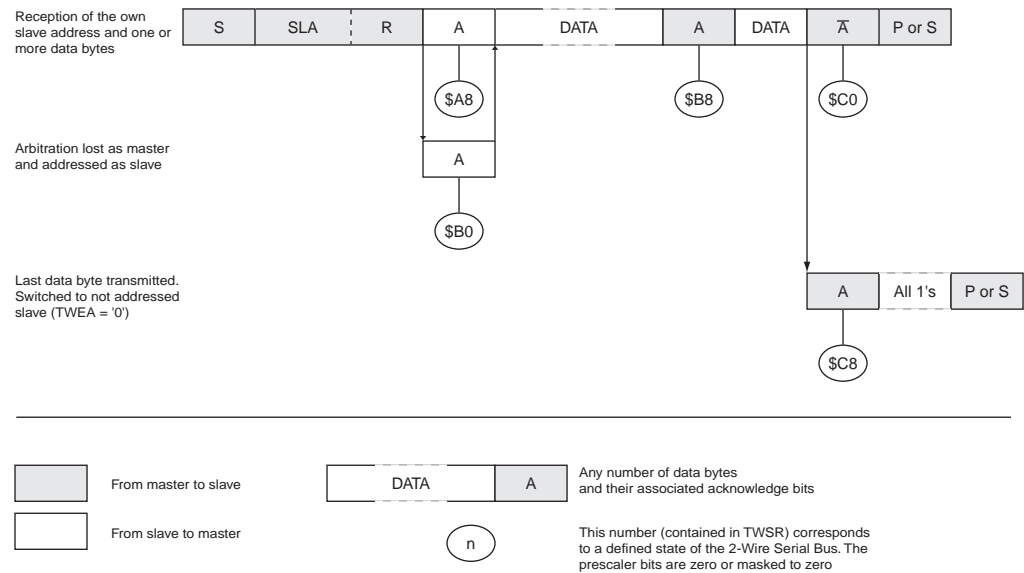 Reception of the own
slave address and one or
more data bytes
S SLA R A DATA A DATA A̅ P or S
$A8 $B8 $C0
Arbitration lost as master
and addressed as slave
A
$B0
Last data byte transmitted.
Switched to not addressed
slave (TWEA = '0')
A All 1's P or S
$C8
From master to slave
DATA A
Any number of data bytes
and their associated acknowledge bits
From slave to master
n
This number (contained in TWSR) corresponds
to a defined state of the 2-Wire Serial Bus. The
prescaler bits are zero or masked to zero